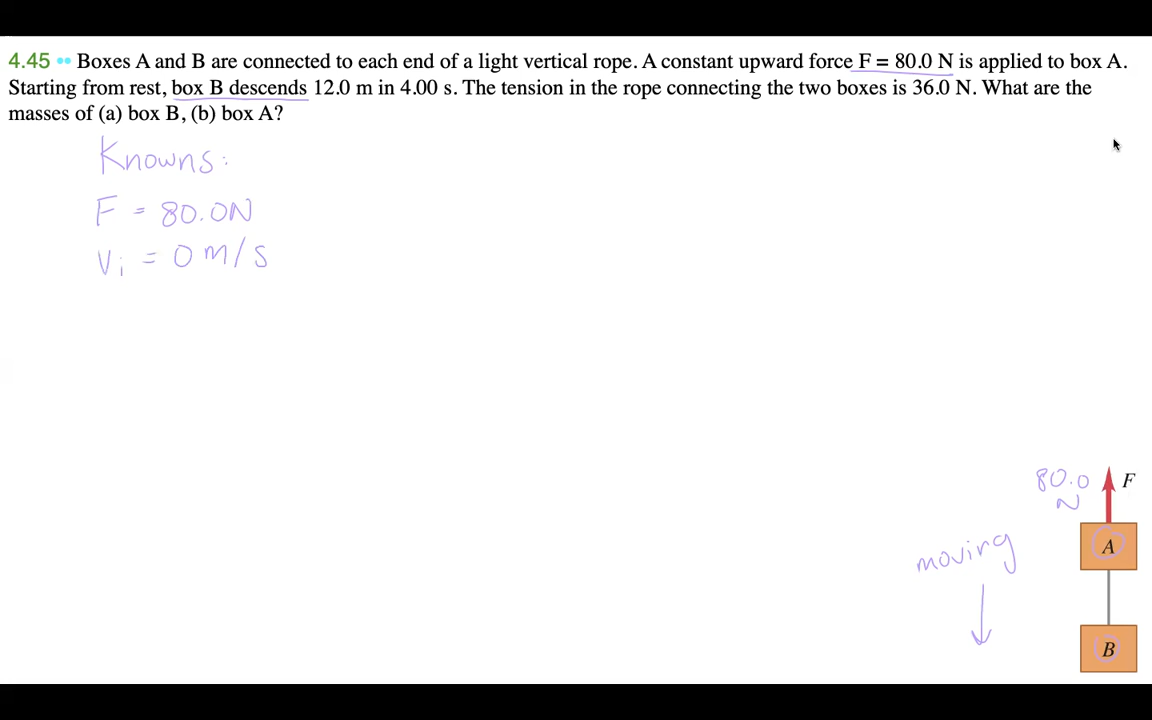 4.45 •• Boxes A and B are connected to each end of a light vertical rope. A constant upward force F = 80.0 N is applied to box A.
Starting from rest, box B descends 12.0 m in 4.00 s. The tension in the rope connecting the two boxes is 36.0 N. What are the
masses of (a) box B, (b) box A?
Knowns:
F = 80.0N
Vi = 0 m/s
80.0
N
F
A
moving
B